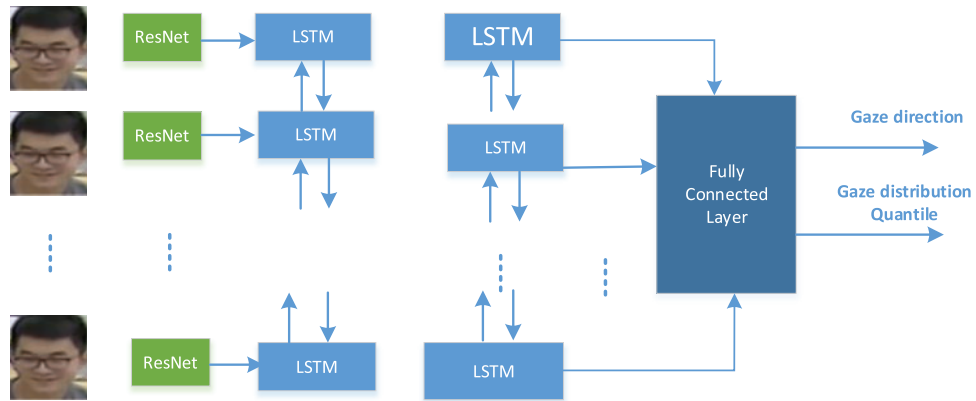 ResNet
LSTM
LSTM
ResNet
LSTM
LSTM
Fully
Connected
Layer
Gaze direction
Gaze distribution
Quantile
ResNet
LSTM
LSTM